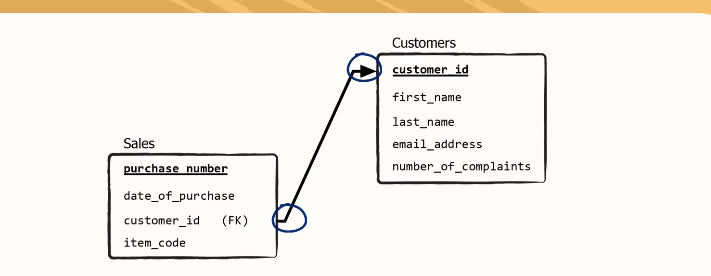 Customers
customer_id
first_name
last_name
email_address
number_of_complaints
Sales
purchase_number
date_of_purchase
customer_id (FK)
item_code